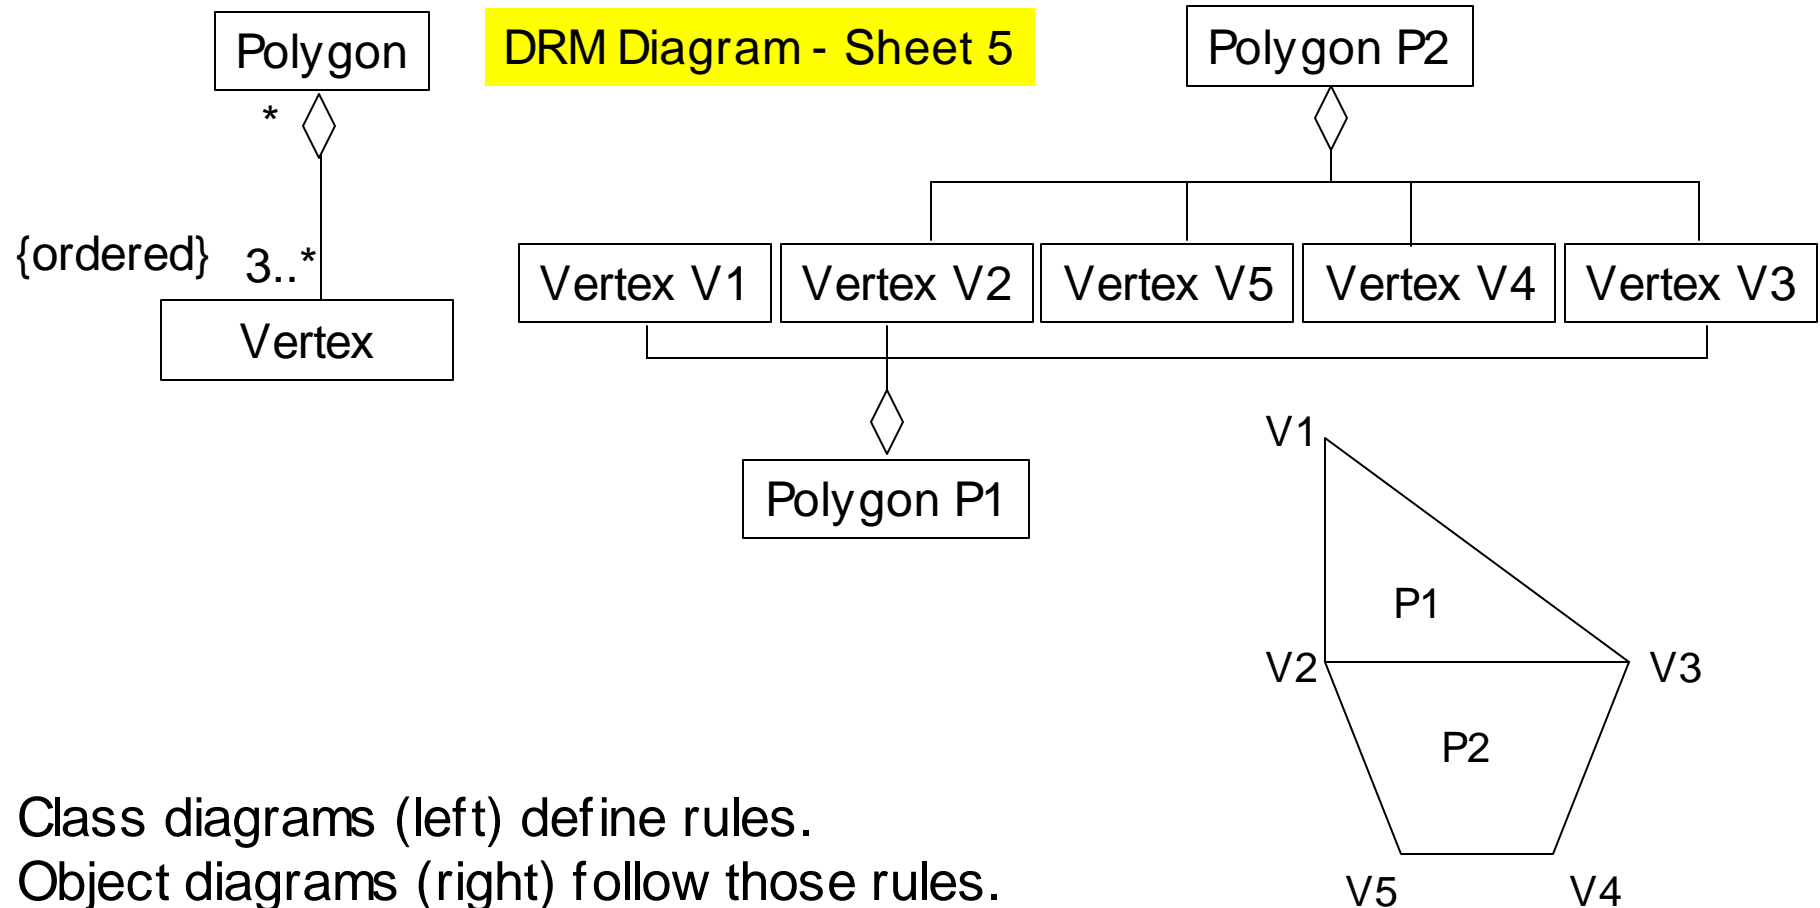 Polygon
DRM Diagram - Sheet 5
Polygon P2
*
{ordered}
3..*
Vertex
Vertex V1
Vertex V2
Vertex V5
Vertex V4
Vertex V3
Polygon P1
V1
P1
V2
V3
P2
V5
V4
Class diagrams (left) define rules.
Object diagrams (right) follow those rules.